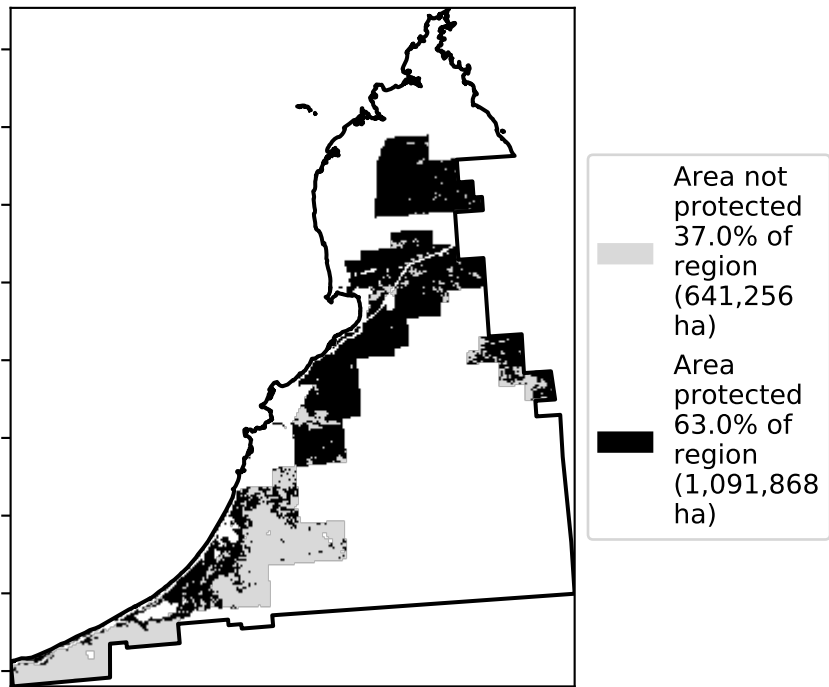 Area not
protected
37.0% of
region
(641,256
ha)
Area
protected
63.0% of
region
(1,091,868
ha)